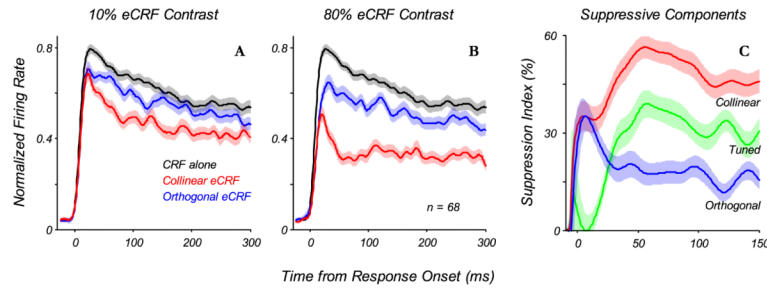 10% eCRF Contrast
80% eCRF Contrast
Suppressive Components
A
B
C
Normalized Firing Rate
0.8
0.4
0
CRF alone
Collinear eCRF
Orthogonal eCRF
0
100
200
300
0.8
0.4
0
n = 68
0
100
200
300
Time from Response Onset (ms)
Suppression Index (%)
60
30
0
Collinear
Tuned
Orthogonal
0
50
100
150